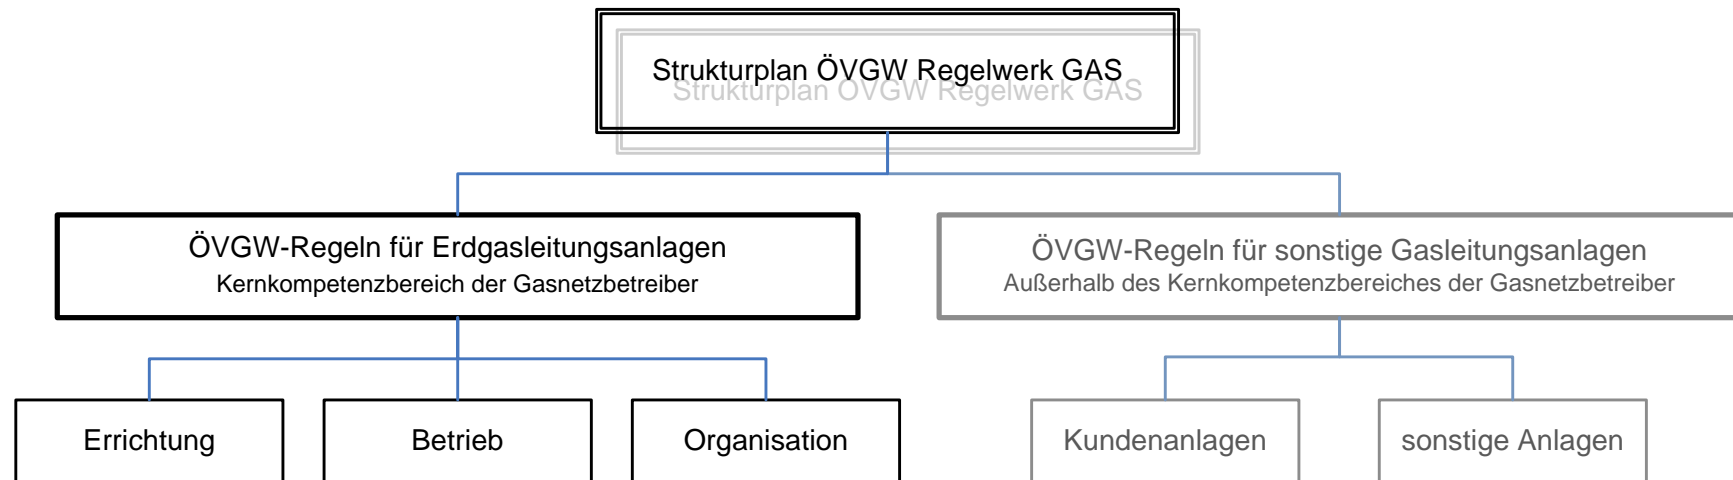 Strukturplan ÖVGW Regelwerk GAS
Strukturplan ÖVGW Regelwerk GAS
ÖVGW-Regeln für Erdgasleitungsanlagen
Kernkompetenzbereich der Gasnetzbetreiber
ÖVGW-Regeln für sonstige Gasleitungsanlagen
Außerhalb des Kernkompetenzbereiches der Gasnetzbetreiber
Errichtung
Betrieb
Organisation
Kundenanlagen
sonstige Anlagen